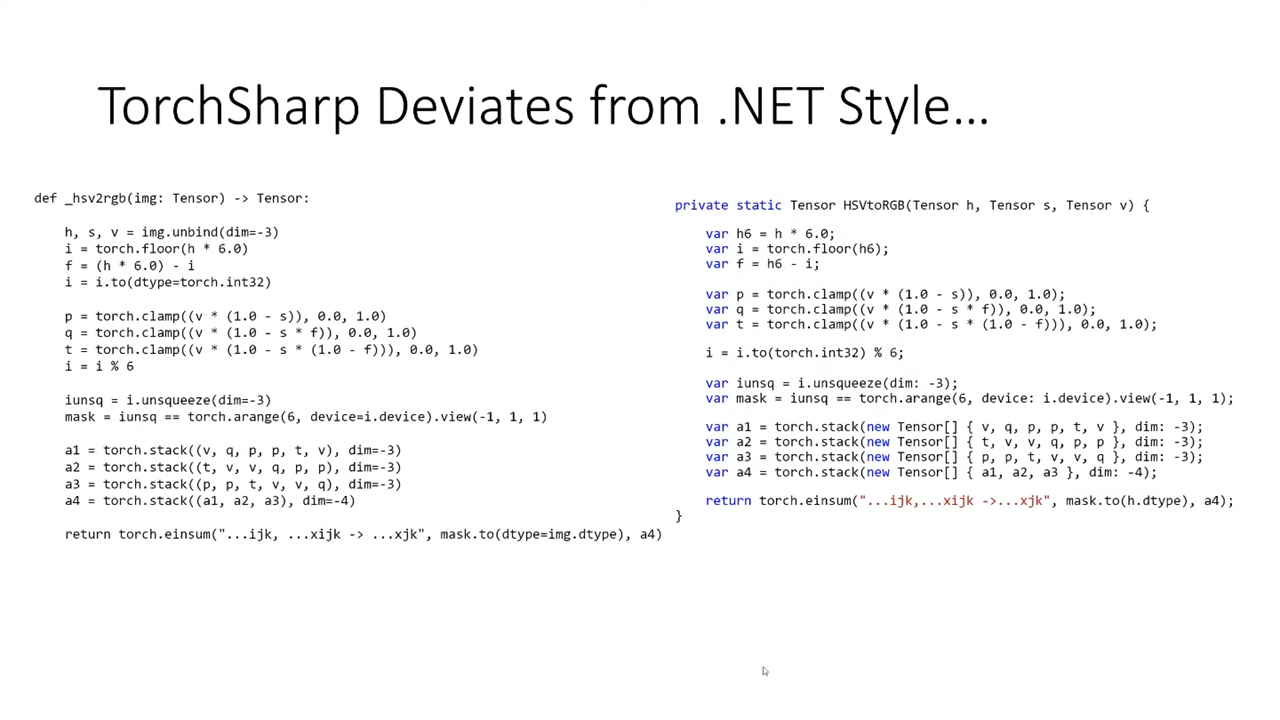 TorchSharp Deviates from .NET Style...
def _hsv2rgb(img: Tensor) -> Tensor:
h, s, v = img.unbind(dim=-3)
i = torch.floor(h * 6.0)
f = (h * 6.0) - i
i = i.to(dtype=torch.int32)
p = torch.clamp((v * (1.0 - s)), 0.0, 1.0)
q = torch.clamp((v * (1.0 - s * f)), 0.0, 1.0)
t = torch.clamp((v * (1.0 - s * (1.0 - f))), 0.0, 1.0)
i = i % 6
iunsq = i.unsqueeze(dim=-3)
mask = iunsq == torch.arange(6, device=i.device).view(-1, 1, 1)
a1 = torch.stack((v, q, p, p, t, v), dim=-3)
a2 = torch.stack((t, v, v, q, p, p), dim=-3)
a3 = torch.stack((p, p, t, v, v, q), dim=-3)
a4 = torch.stack((a1, a2, a3), dim=-4)
return torch.einsum("...ijk, ...xijk -> ...xjk", mask.to(dtype=img.dtype), a4)
private static Tensor HSVtoRGB(Tensor h, Tensor s, Tensor v) {
var h6 = h * 6.0;
var i = torch.floor(h6);
var f = h6 - i;
var p = torch.clamp((v * (1.0 - s)), 0.0, 1.0);
var q = torch.clamp((v * (1.0 - s * f)), 0.0, 1.0);
var t = torch.clamp((v * (1.0 - s * (1.0 - f))), 0.0, 1.0);
i = i.to(torch.int32) % 6;
var iunsq = i.unsqueeze(dim: -3);
var mask = iunsq == torch.arange(6, device: i.device).view(-1, 1, 1);
var a1 = torch.stack(new Tensor[] { v, q, p, p, t, v }, dim: -3);
var a2 = torch.stack(new Tensor[] { t, v, v, q, p, p }, dim: -3);
var a3 = torch.stack(new Tensor[] { p, p, t, v, v, q }, dim: -3);
var a4 = torch.stack(new Tensor[] { a1, a2, a3 }, dim: -4);
return torch.einsum("...ijk,...xijk ->...xjk", mask.to(h.dtype), a4);
}